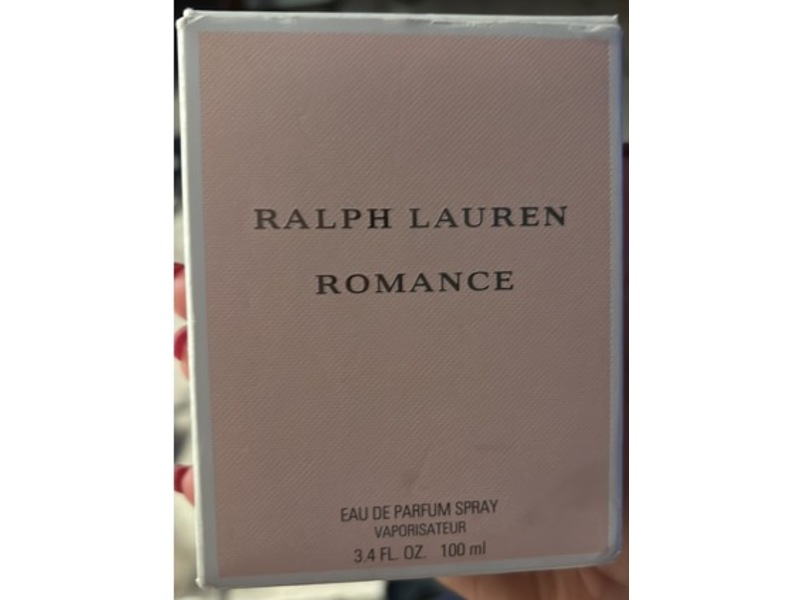 RALPH LAUREN
ROMANCE
EAU DE PARFUM SPRAY
VAPORISATEUR
3.4 FL. OZ. 100 ml